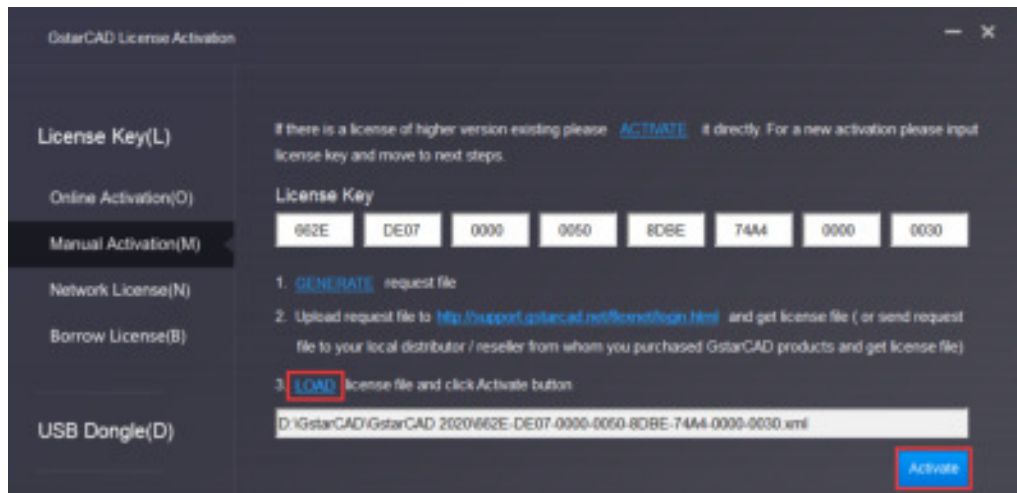 GstarCAD License Activation
License Key(L)
Online Activation(O)
Manual Activation(M)
Network License(N)
Borrow License(B)
USB Dongle(D)
If there is a license of higher version existing please ACTIVATE it directly. For a new activation please input
license key and move to next steps.
License Key
662E DE07 0000 0050 8DBE 74A4 0000 0030
1. GENERATE request file
2. Upload request file to http://support.gstarcad.net/flexnet/login.html and get license file ( or send request
file to your local distributor / reseller from whom you purchased GstarCAD products and get license file)
3. LOAD license file and click Activate button
D:\GstarCAD\GstarCAD 2020\662E-DE07-0000-0050-8DBE-74A4-0000-0030.xml
Activate